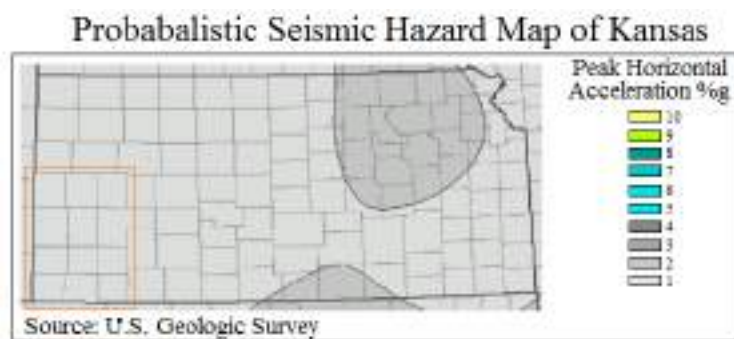 Probabalistic Seismic Hazard Map of Kansas
Peak Horizontal
Acceleration %g
10
9
8
7
6
5
4
3
2
1
Source: U.S. Geologic Survey